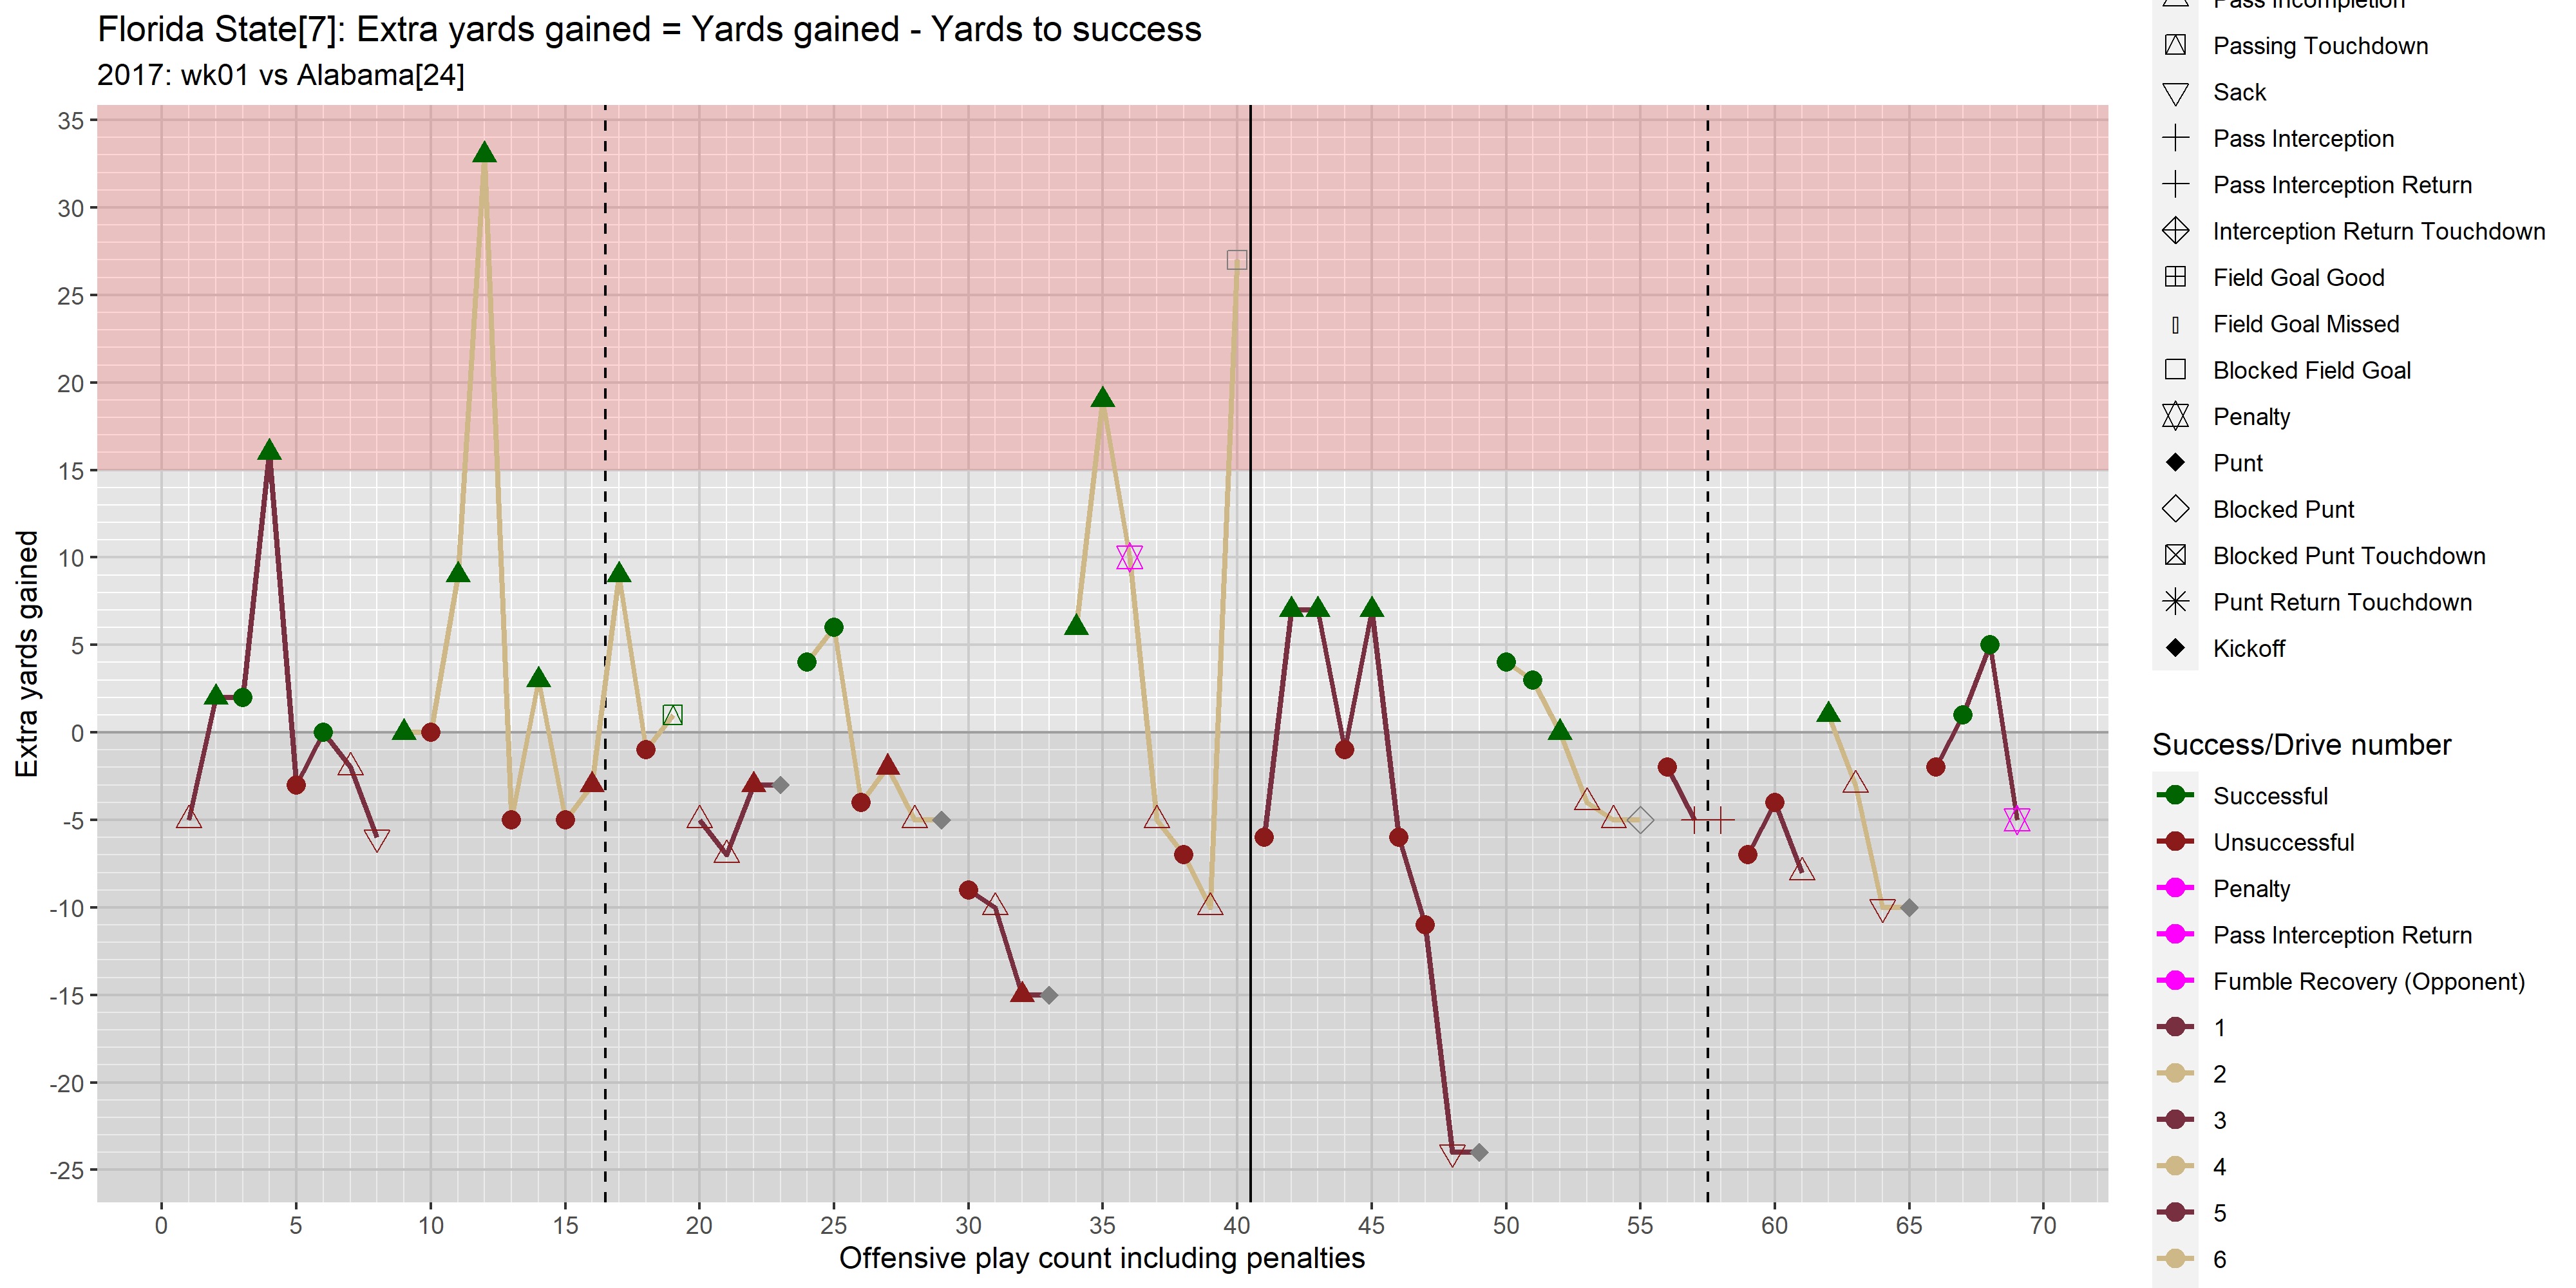 Florida State[7]: Extra yards gained = Yards gained - Yards to success
2017: wk01 vs Alabama[24]
Extra yards gained
35
30
25
20
15
10
5
0
-5
-10
-15
-20
-25
0 5 10 15 20 25 30 35 40 45 50 55 60 65 70
Offensive play count including penalties
Pass Incompletion
Passing Touchdown
Sack
Pass Interception
Pass Interception Return
Interception Return Touchdown
Field Goal Good
Field Goal Missed
Blocked Field Goal
Penalty
Punt
Blocked Punt
Blocked Punt Touchdown
Punt Return Touchdown
Kickoff
Success/Drive number
Successful
Unsuccessful
Penalty
Pass Interception Return
Fumble Recovery (Opponent)
1
2
3
4
5
6